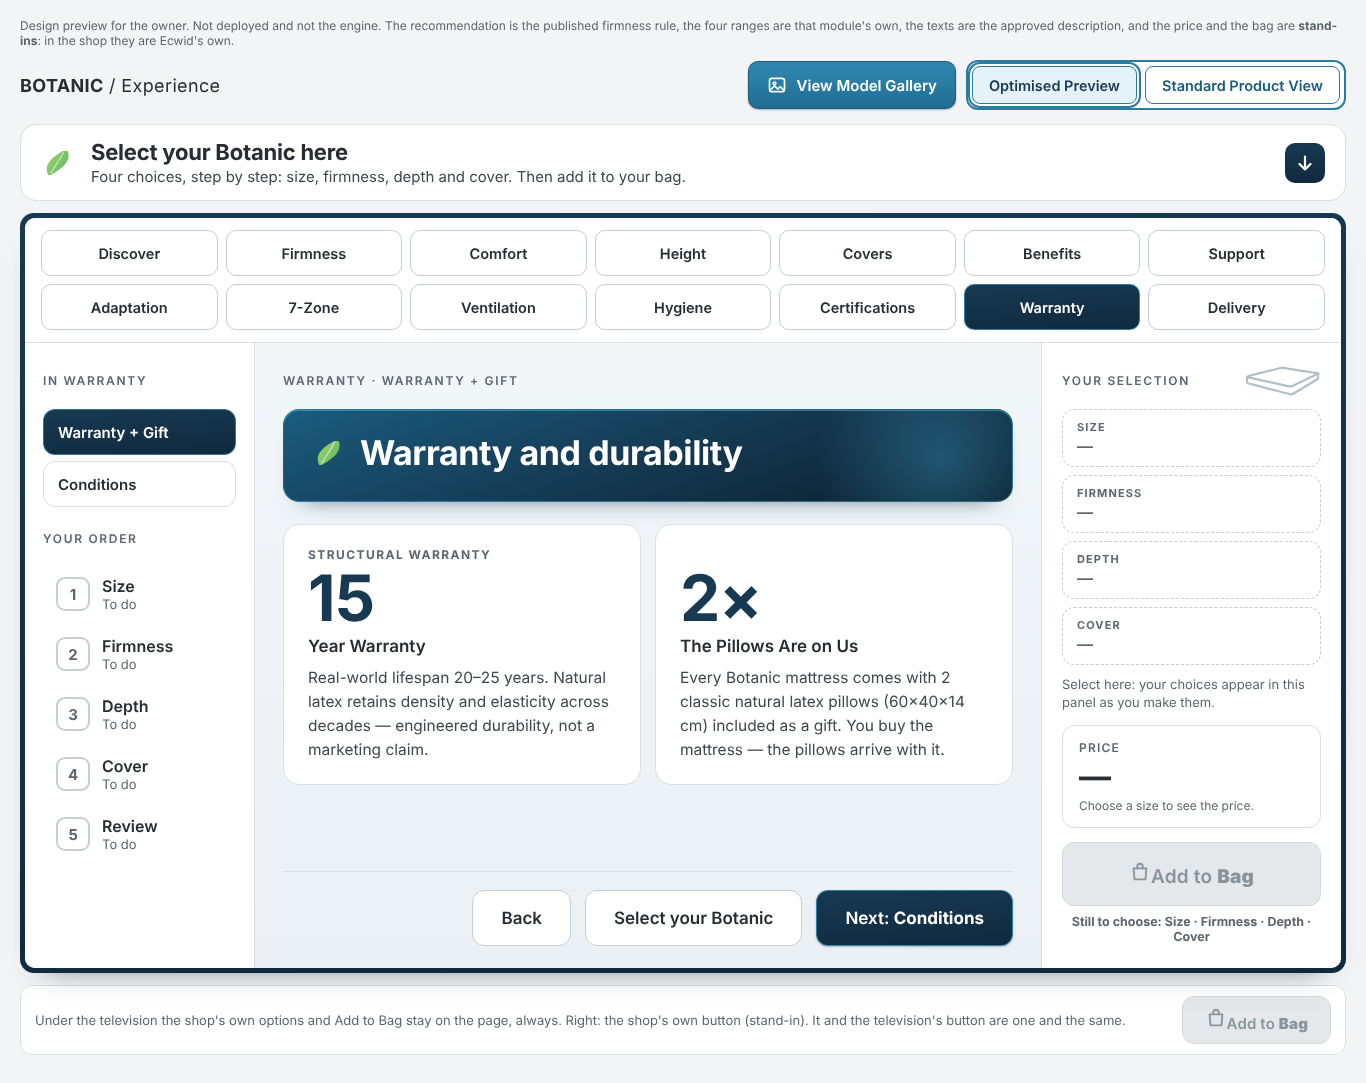 Design preview for the owner. Not deployed and not the engine. The recommendation is the published firmness rule, the four ranges are that module's own, the texts are the approved description, and the price and the bag are stand-
ins: in the shop they are Ecwid's own.
BOTANIC / Experience
View Model Gallery
Optimised Preview
Standard Product View
Select your Botanic here
Four choices, step by step: size, firmness, depth and cover. Then add it to your bag.
Discover
Firmness
Comfort
Height
Covers
Benefits
Support
Adaptation
7-Zone
Ventilation
Hygiene
Certifications
Warranty
Delivery
IN WARRANTY
Warranty + Gift
Conditions
YOUR ORDER
1
Size
To do
2
Firmness
To do
3
Depth
To do
4
Cover
To do
5
Review
To do
WARRANTY · WARRANTY + GIFT
Warranty and durability
STRUCTURAL WARRANTY
15
Year Warranty
Real-world lifespan 20–25 years. Natural
latex retains density and elasticity across
decades — engineered durability, not a
marketing claim.
2×
The Pillows Are on Us
Every Botanic mattress comes with 2
classic natural latex pillows (60×40×14
cm) included as a gift. You buy the
mattress — the pillows arrive with it.
Back
Select your Botanic
Next: Conditions
YOUR SELECTION
SIZE
—
FIRMNESS
—
DEPTH
—
COVER
—
Select here: your choices appear in this
panel as you make them.
PRICE
—
Choose a size to see the price.
Add to Bag
Still to choose: Size · Firmness · Depth ·
Cover
Under the television the shop's own options and Add to Bag stay on the page, always. Right: the shop's own button (stand-in). It and the television's button are one and the same.
Add to Bag